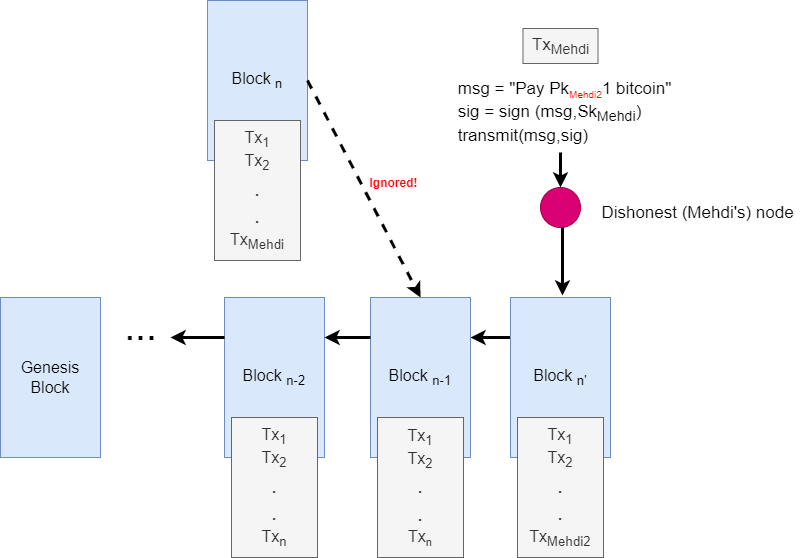 Block n
Tx1
Tx2
.
.
TxMehdi
Ignored!
TxMehdi
msg = "Pay PkMehdi2 1 bitcoin"
sig = sign (msg,SkMehdi)
transmit(msg,sig)
Dishonest (Mehdi's) node
Genesis
Block
...
Block n-2
Tx1
Tx2
.
.
Txn
Block n-1
Tx1
Tx2
.
.
Txn
Block n'
Tx1
Tx2
.
.
TxMehdi2